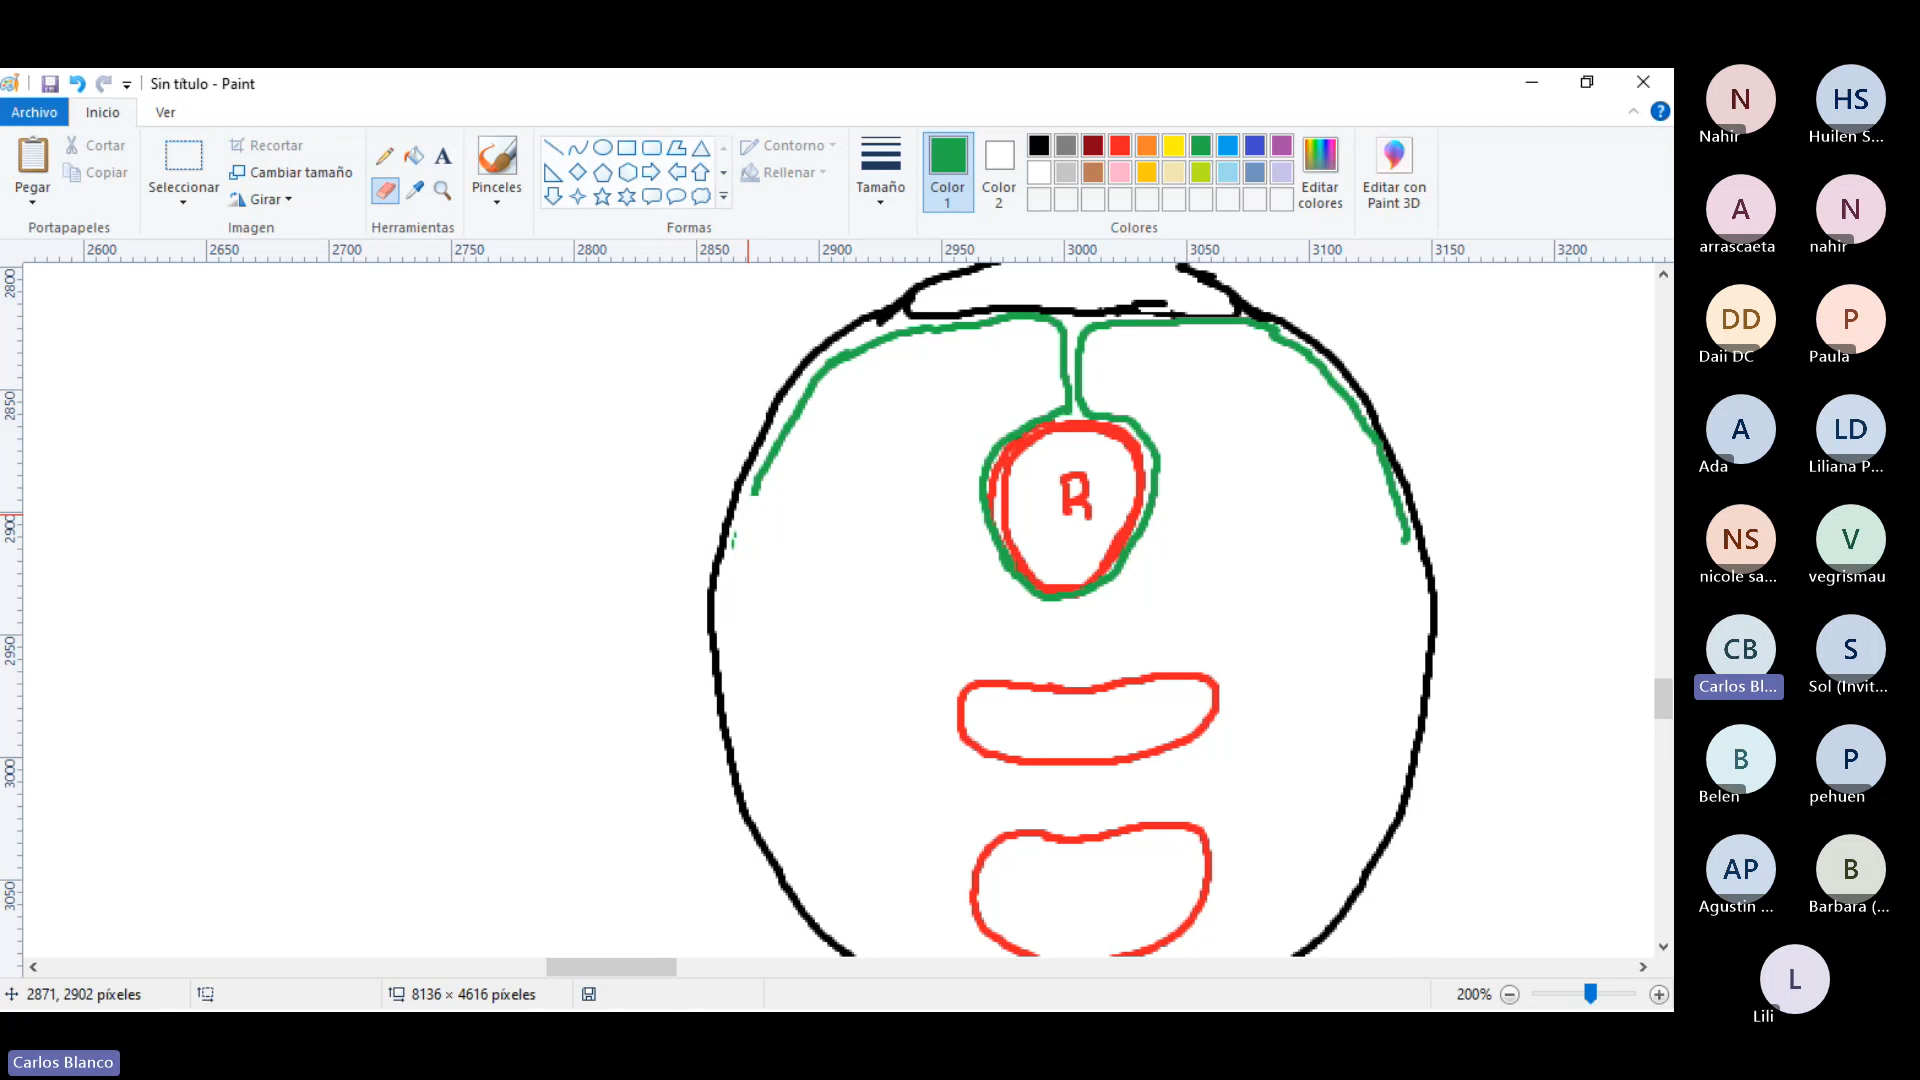 Sin título - Paint
Archivo Inicio Ver
Pegar
Cortar
Copiar
Portapapeles
Seleccionar
Recortar
Cambiar tamaño
Girar
Imagen
A
Herramientas
Pinceles
Contorno
Rellenar
Formas
Tamaño
Color 1
Color 2
Editar colores
Colores
Editar con Paint 3D
2600 2650 2700 2750 2800 2850 2900 2950 3000 3050 3100 3150 3200
2800
2850
2900
2950
3000
3050
R
2871, 2902 píxeles
8136 × 4616 píxeles
200%
N HS
Nahir Huilen S...
A N
arrascaeta nahir
DD P
Daii DC Paula
A LD
Ada Liliana P...
NS V
nicole sa... vegrismau
CB S
Carlos Bl... Sol (Invit...
B P
Belen pehuen
AP B
Agustin ... Barbara (...
L
Lili
Carlos Blanco